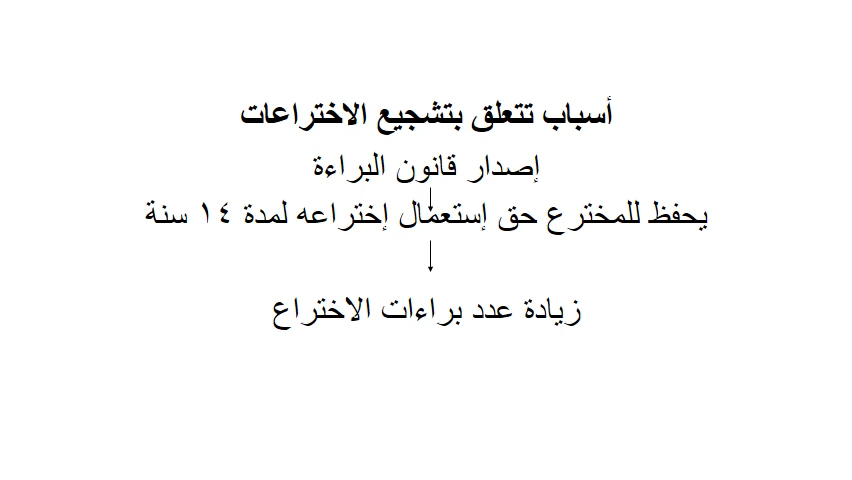 أسباب تتعلق بتشجيع الاختراعات
إصدار قانون البراءة
يحفظ للمخترع حق إستعمال إختراعه لمدة ١٤ سنة
زيادة عدد براءات الاختراع